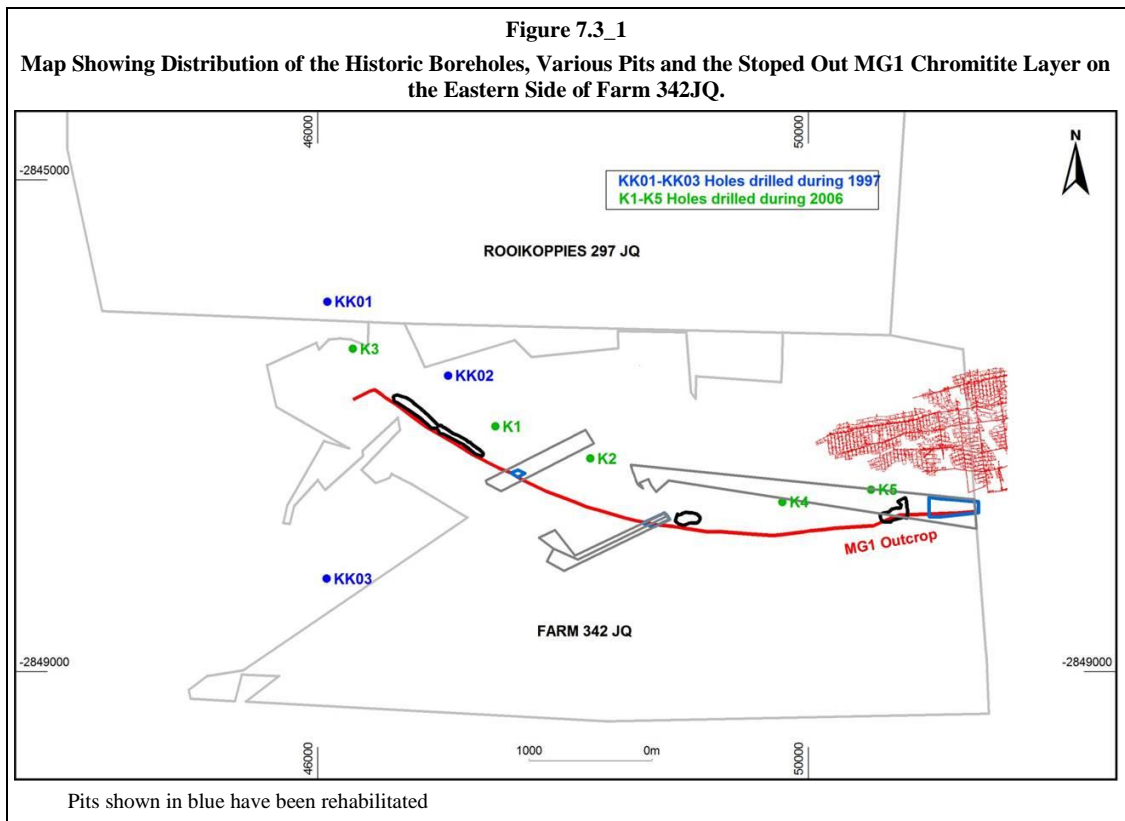 Figure 7.3_1
Map Showing Distribution of the Historic Boreholes, Various Pits and the Stoped Out MG1 Chromitite Layer on
the Eastern Side of Farm 342JQ.
46000
50000
N
-2845000
KK01-KK03 Holes drilled during 1997
K1-K5 Holes drilled during 2006
ROOIKOPPIES 297 JQ
KK01
K3
KK02
K1
K2
K5
K4
MG1 Outcrop
KK03
FARM 342 JQ
-2849000
-2849000
46000
1000
0m
50000
Pits shown in blue have been rehabilitated